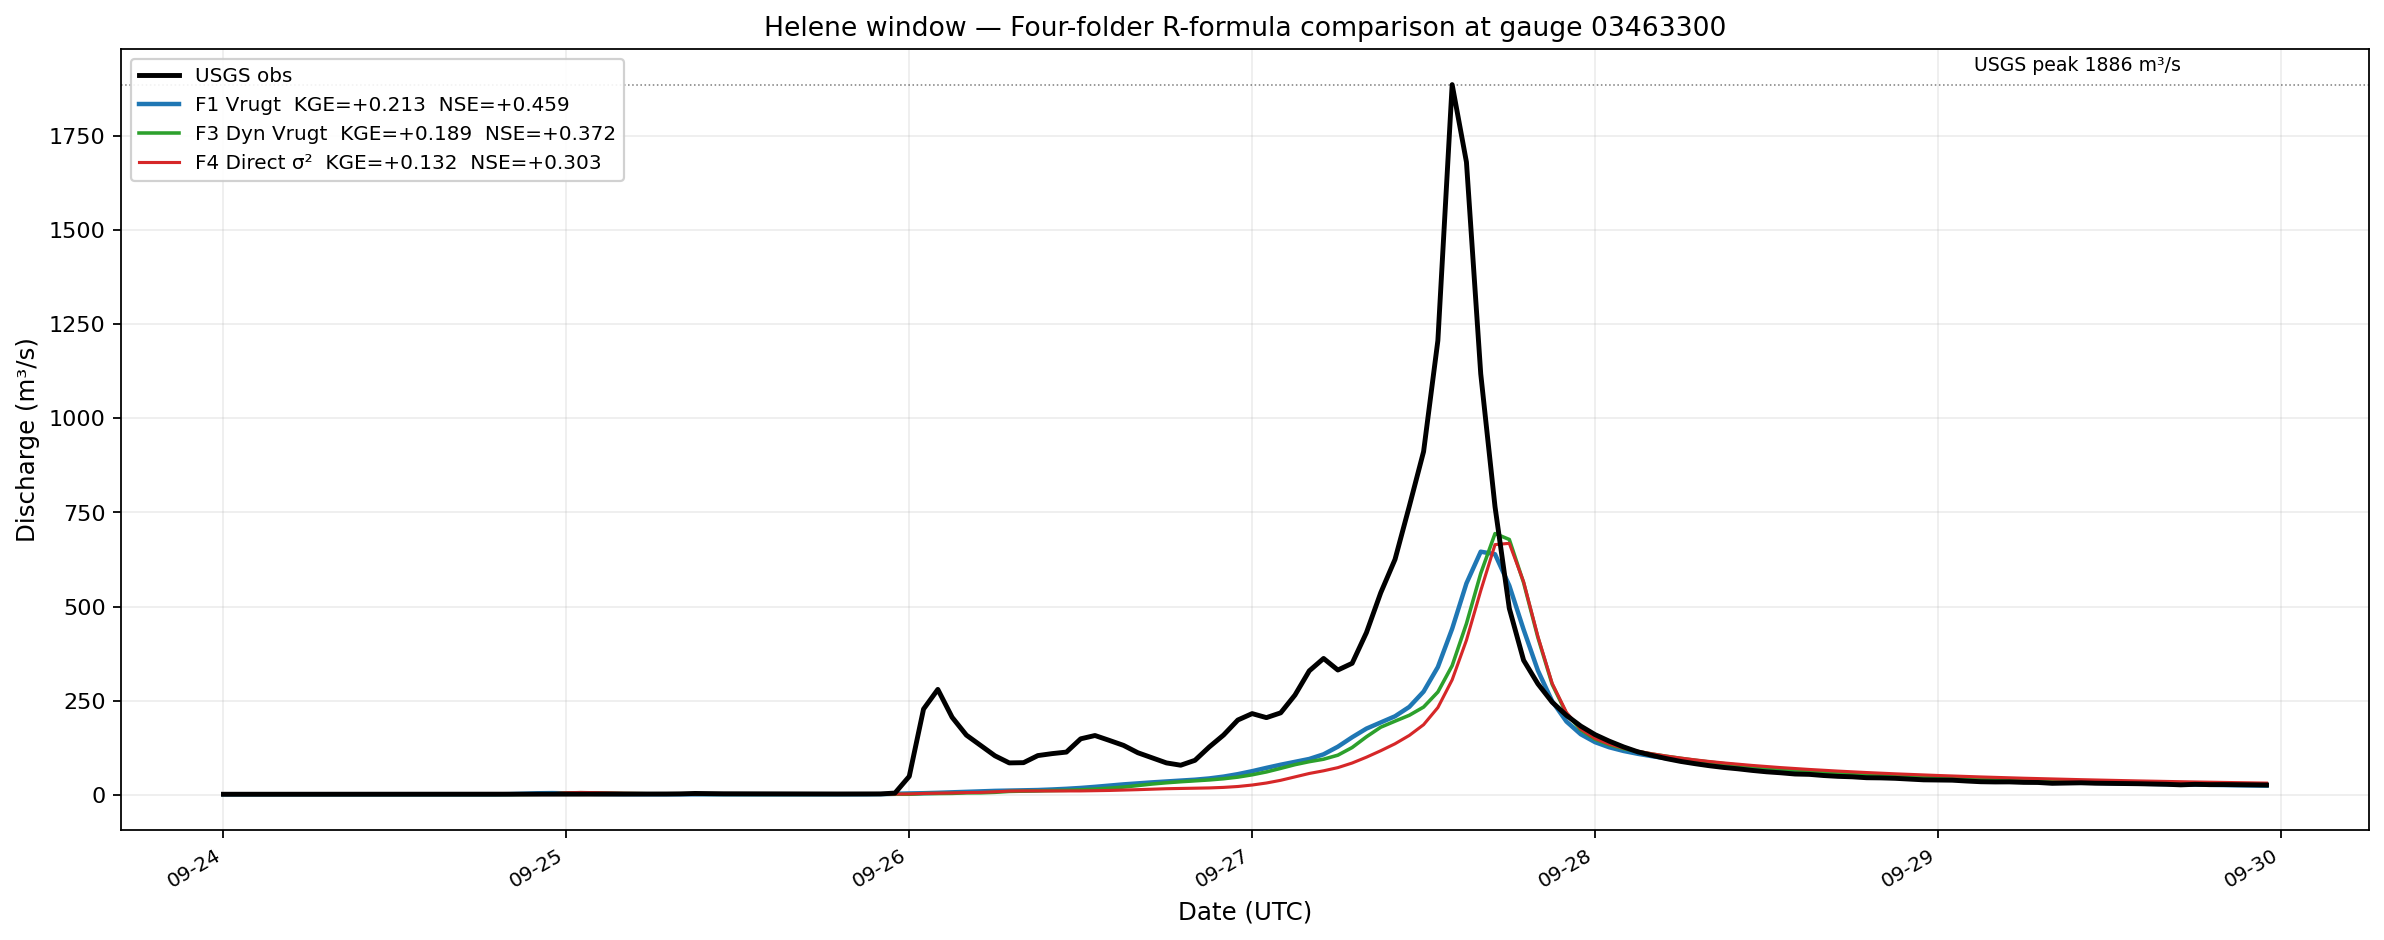 Helene window — Four-folder R-formula comparison at gauge 03463300
USGS peak 1886 m³/s
USGS obs
F1 Vrugt KGE=+0.213 NSE=+0.459
F3 Dyn Vrugt KGE=+0.189 NSE=+0.372
F4 Direct σ² KGE=+0.132 NSE=+0.303
Discharge (m³/s)
1750
1500
1250
1000
750
500
250
0
09-24
09-25
09-26
09-27
09-28
09-29
09-30
Date (UTC)